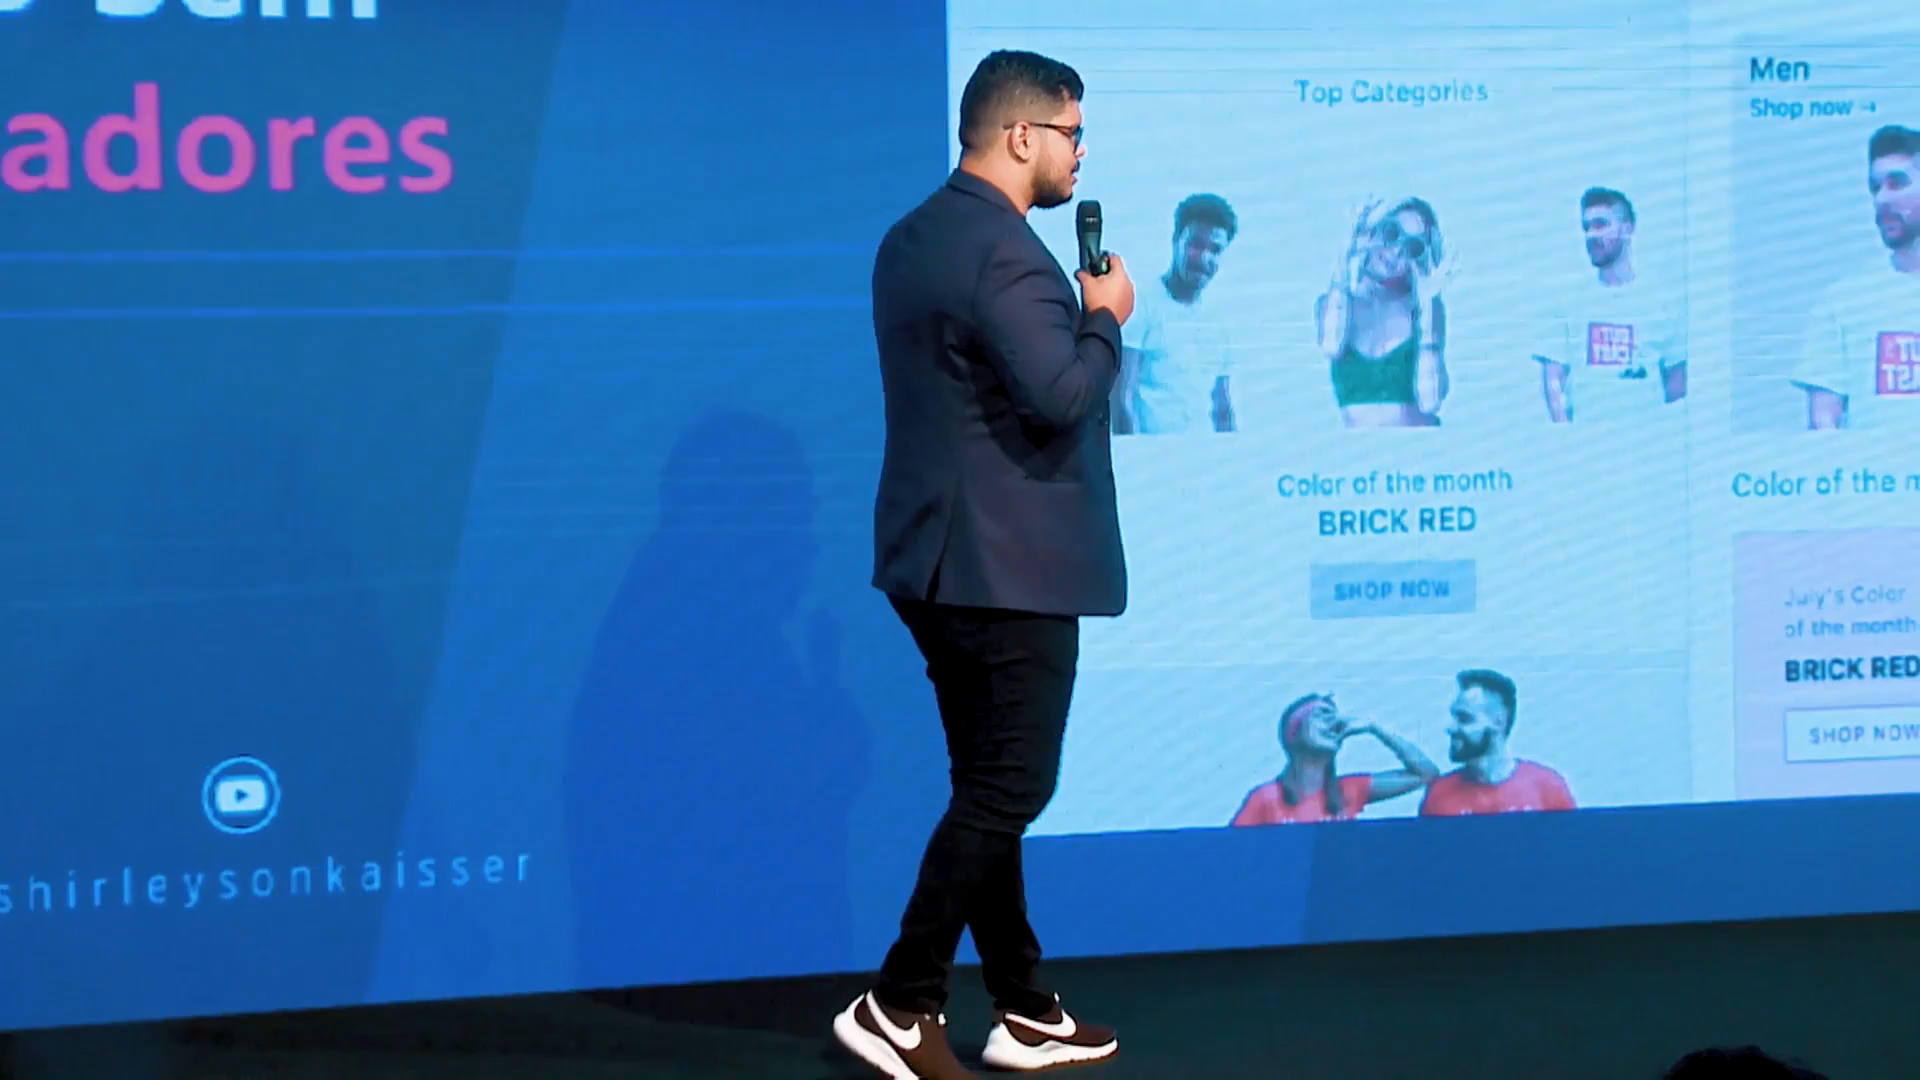 adores
shirleysonkaisser
Top Categories
Color of the month
BRICK RED
SHOP NOW
Men
Shop now →
Color of the
July's Color
of the month
BRICK RED
SHOP NOW